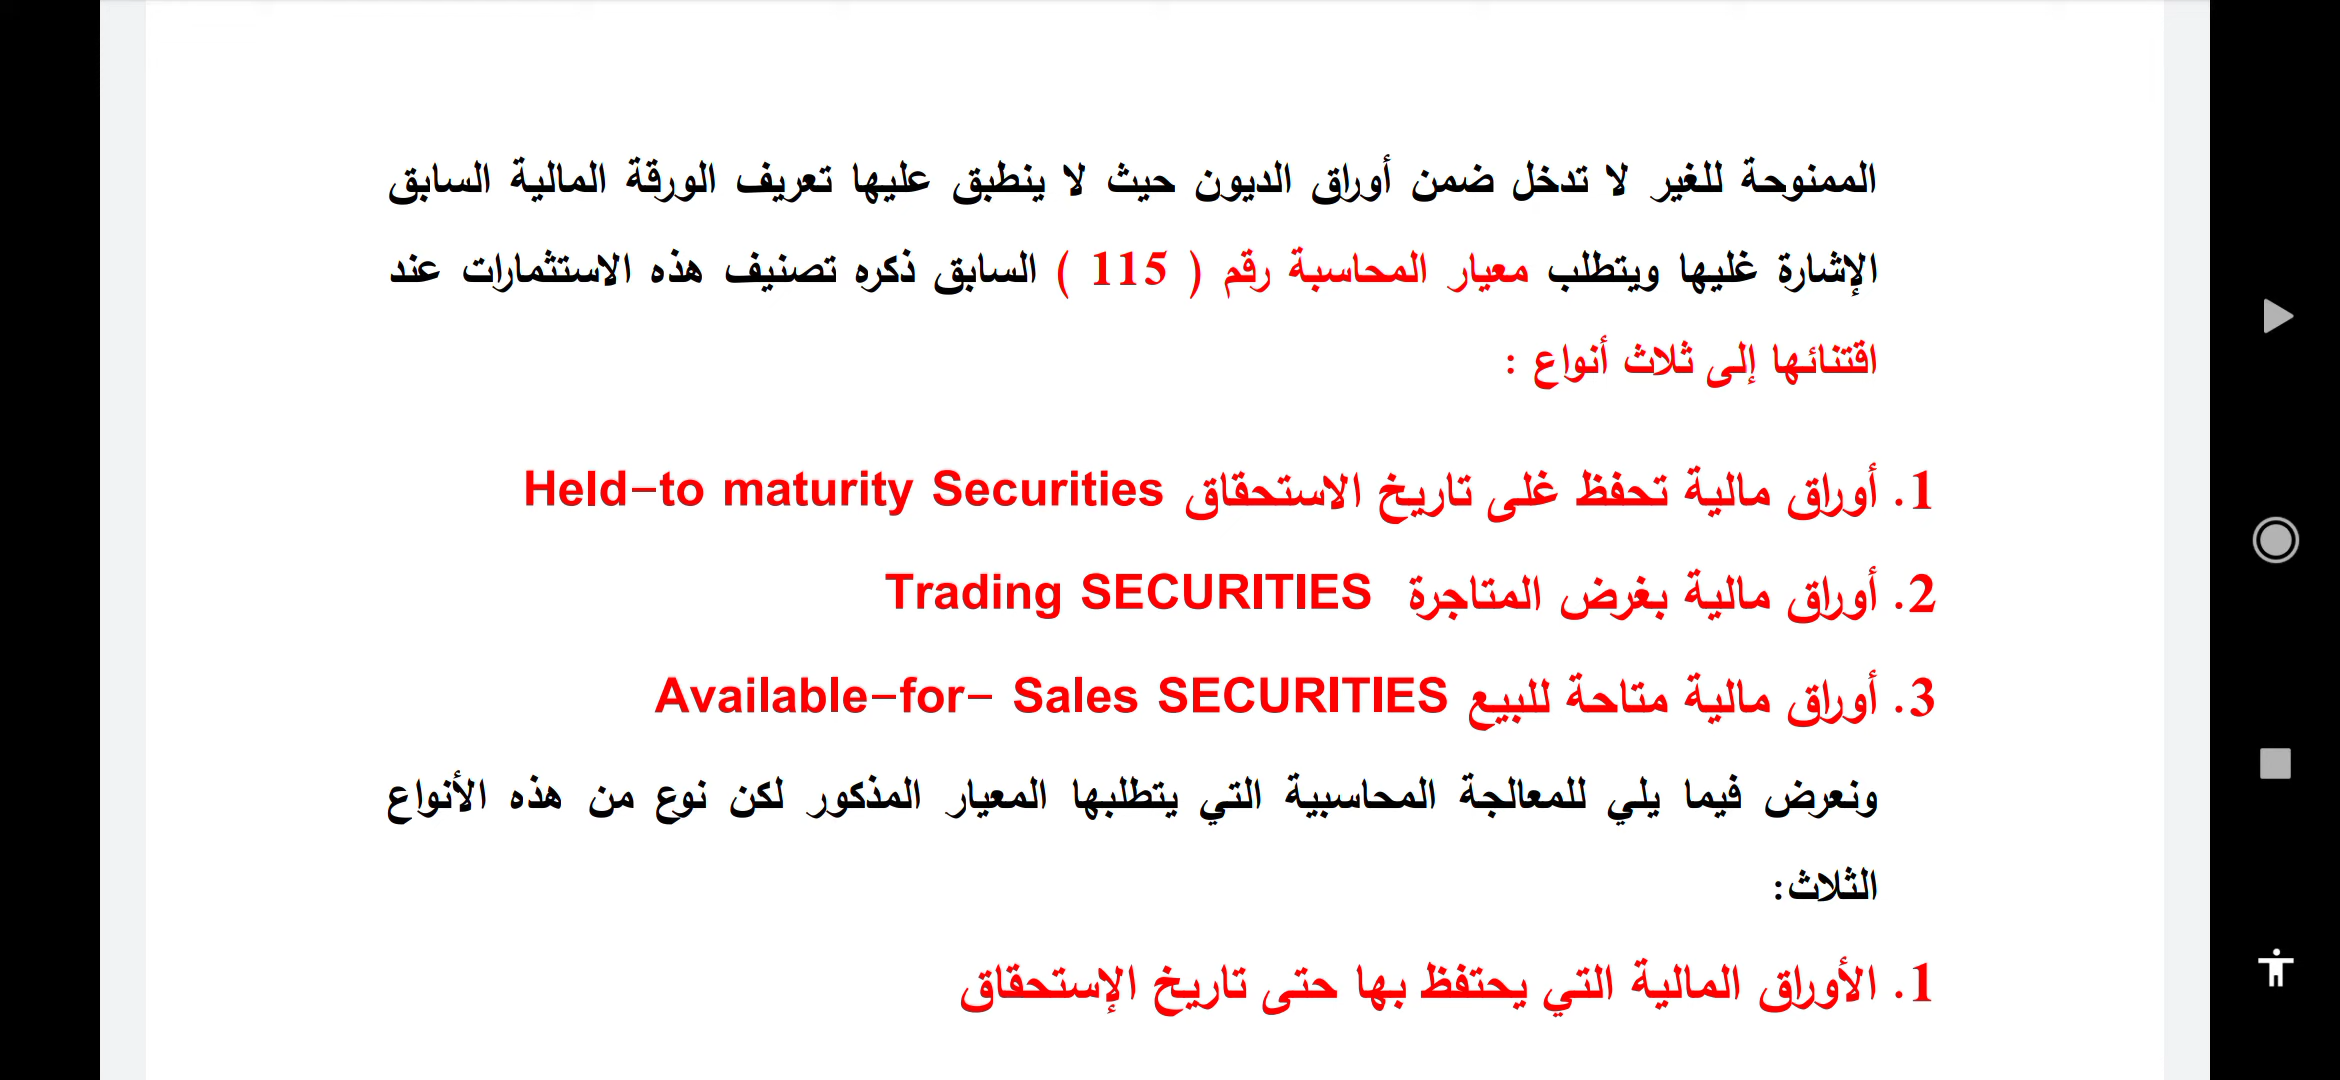 الممنوحة للغير لا تدخل ضمن أوراق الديون حيث لا ينطبق عليها تعريف الورقة المالية السابق
الإشارة غليها ويتطلب معيار المحاسبة رقم ( 115 ) السابق ذكره تصنيف هذه الاستثمارات عند
اقتنائها إلى ثلاث أنواع :
1. أوراق مالية تحفظ غلى تاريخ الاستحقاق Held-to maturity Securities
2. أوراق مالية بغرض المتاجرة Trading SECURITIES
3. أوراق مالية متاحة للبيع Available-for- Sales SECURITIES
ونعرض فيما يلي للمعالجة المحاسبية التي يتطلبها المعيار المذكور لكن نوع من هذه الأنواع
الثلاث:
1. الأوراق المالية التي يحتفظ بها حتى تاريخ الإستحقاق